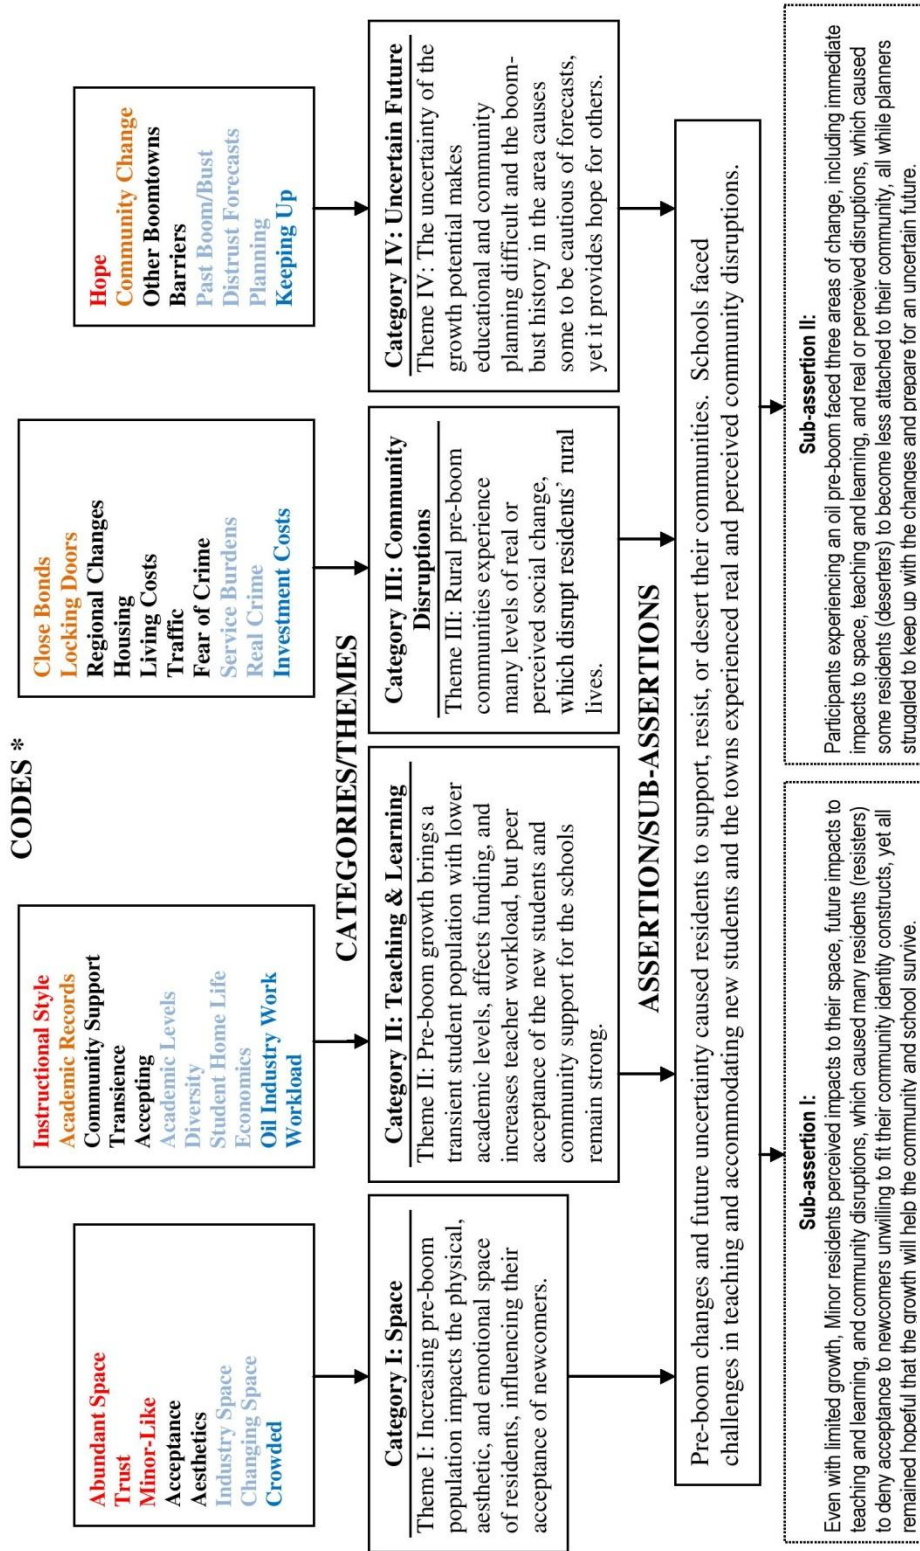 CODES *
Abundant Space
Trust
Minor-Like
Acceptance
Aesthetics
Industry Space
Changing Space
Crowded
Instructional Style
Academic Records
Community Support
Transience
Accepting
Academic Levels
Diversity
Student Home Life
Economics
Oil Industry Work
Workload
Close Bonds
Locking Doors
Regional Changes
Housing
Living Costs
Traffic
Fear of Crime
Service Burdens
Real Crime
Investment Costs
Hope
Community Change
Other Boomtowns
Barriers
Past Boom/Bust
Distrust Forecasts
Planning
Keeping Up
CATEGORIES/THEMES
Category I: Space
Theme I: Increasing pre-boom
population impacts the physical,
aesthetic, and emotional space
of residents, influencing their
acceptance of newcomers.
Category II: Teaching & Learning
Theme II: Pre-boom growth brings a
transient student population with lower
academic levels, affects funding, and
increases teacher workload, but peer
acceptance of the new students and
community support for the schools
remain strong.
Category III: Community
Disruptions
Theme III: Rural pre-boom
communities experience
many levels of real or
perceived social change,
which disrupt residents' rural
lives.
Category IV: Uncertain Future
Theme IV: The uncertainty of the
growth potential makes
educational and community
planning difficult and the boom-
bust history in the area causes
some to be cautious of forecasts,
yet it provides hope for others.
ASSERTION/SUB-ASSERTIONS
Pre-boom changes and future uncertainty caused residents to support, resist, or desert their communities. Schools faced
challenges in teaching and accommodating new students and the towns experienced real and perceived community disruptions.
Sub-assertion I:
Even with limited growth, Minor residents perceived impacts to their space, future impacts to
teaching and learning, and community disruptions, which caused many residents (resisters)
to deny acceptance to newcomers unwilling to fit their community identity constructs, yet all
remained hopeful that the growth will help the community and school survive.
Sub-assertion II:
Participants experiencing an oil pre-boom faced three areas of change, including immediate
impacts to space, teaching and learning, and real or perceived disruptions, which caused
some residents (deserters) to become less attached to their community, all while planners
struggled to keep up with the changes and prepare for an uncertain future.